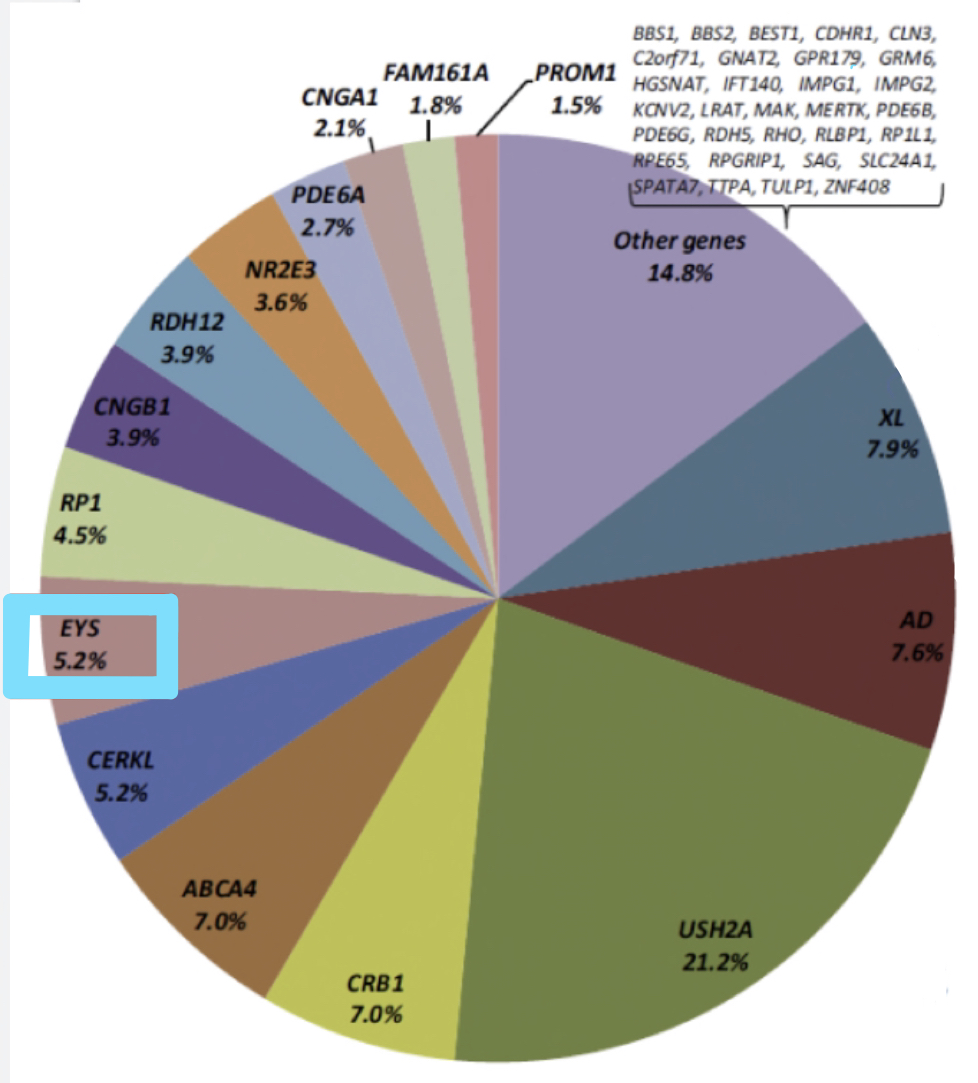 BBS1, BBS2, BEST1, CDHR1, CLN3,
C2orf71, GNAT2, GPR179, GRM6,
HGSNAT, IFT140, IMPG1, IMPG2,
KCNV2, LRAT, MAK, MERTK, PDE6B,
PDE6G, RDH5, RHO, RLBP1, RP1L1,
RPE65, RPGRIP1, SAG, SLC24A1,
SPATA7, TTPA, TULP1, ZNF408
FAM161A
1.8%
PROM1
1.5%
CNGA1
2.1%
PDE6A
2.7%
Other genes
14.8%
NR2E3
3.6%
RDH12
3.9%
CNGB1
3.9%
XL
7.9%
RP1
4.5%
AD
7.6%
EYS
5.2%
CERKL
5.2%
ABCA4
7.0%
USH2A
21.2%
CRB1
7.0%